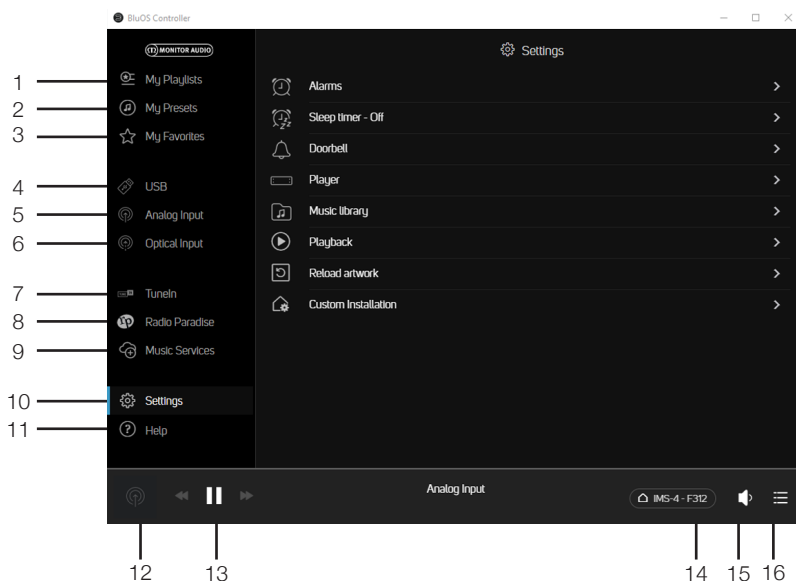 BluOS Controller
MONITOR AUDIO
Settings
1 My Playlists
2 My Presets
3 My Favorites
4 USB
5 Analog Input
6 Optical Input
7 TuneIn
8 Radio Paradise
9 Music Services
10 Settings
11 Help
Alarms
Sleep timer - Off
Doorbell
Player
Music library
Playback
Reload artwork
Custom Installation
Analog Input
IMS-4 - F312
12 13 14 15 16